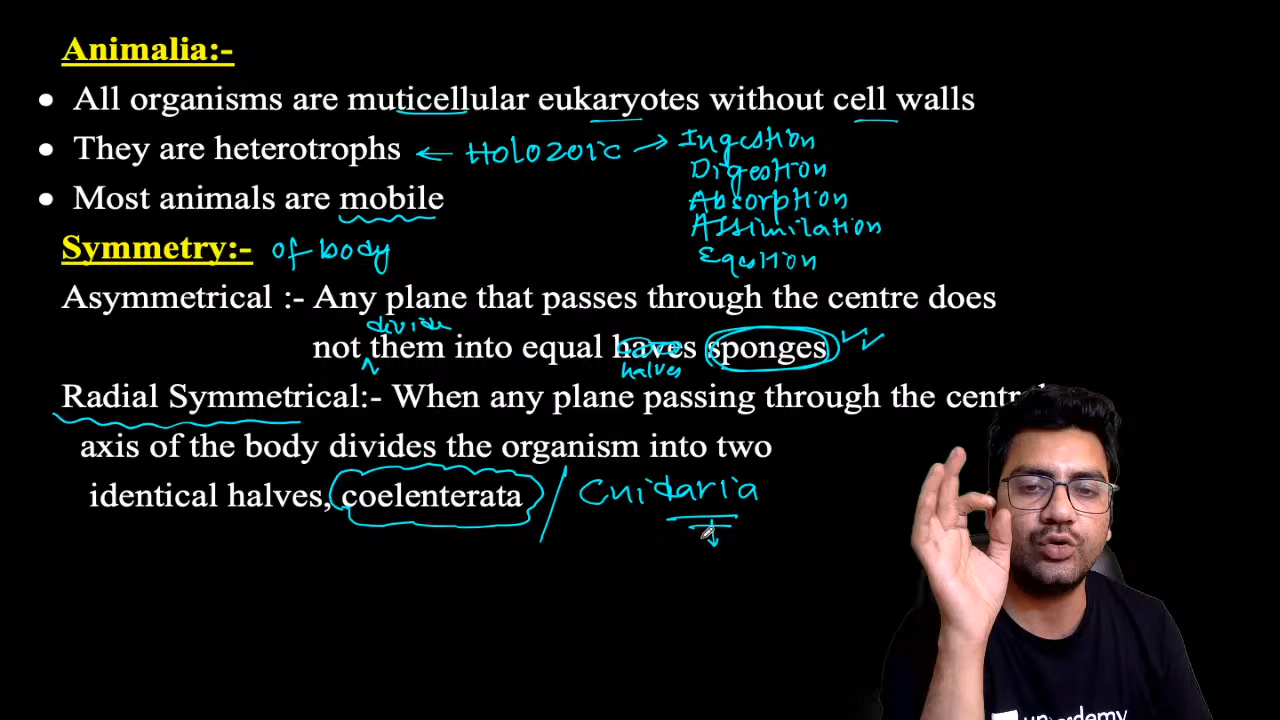 Animalia:-
• All organisms are muticellular eukaryotes without cell walls
• They are heterotrophs ← Holozoic → Ingestion
Digestion
• Most animals are mobile Absorption
Assimilation
Symmetry:- of body Egestion
Asymmetrical :- Any plane that passes through the centre does
divide
not them into equal haves sponges
halves
Radial Symmetrical:- When any plane passing through the centr
axis of the body divides the organism into two
identical halves, coelenterata / Cnidaria